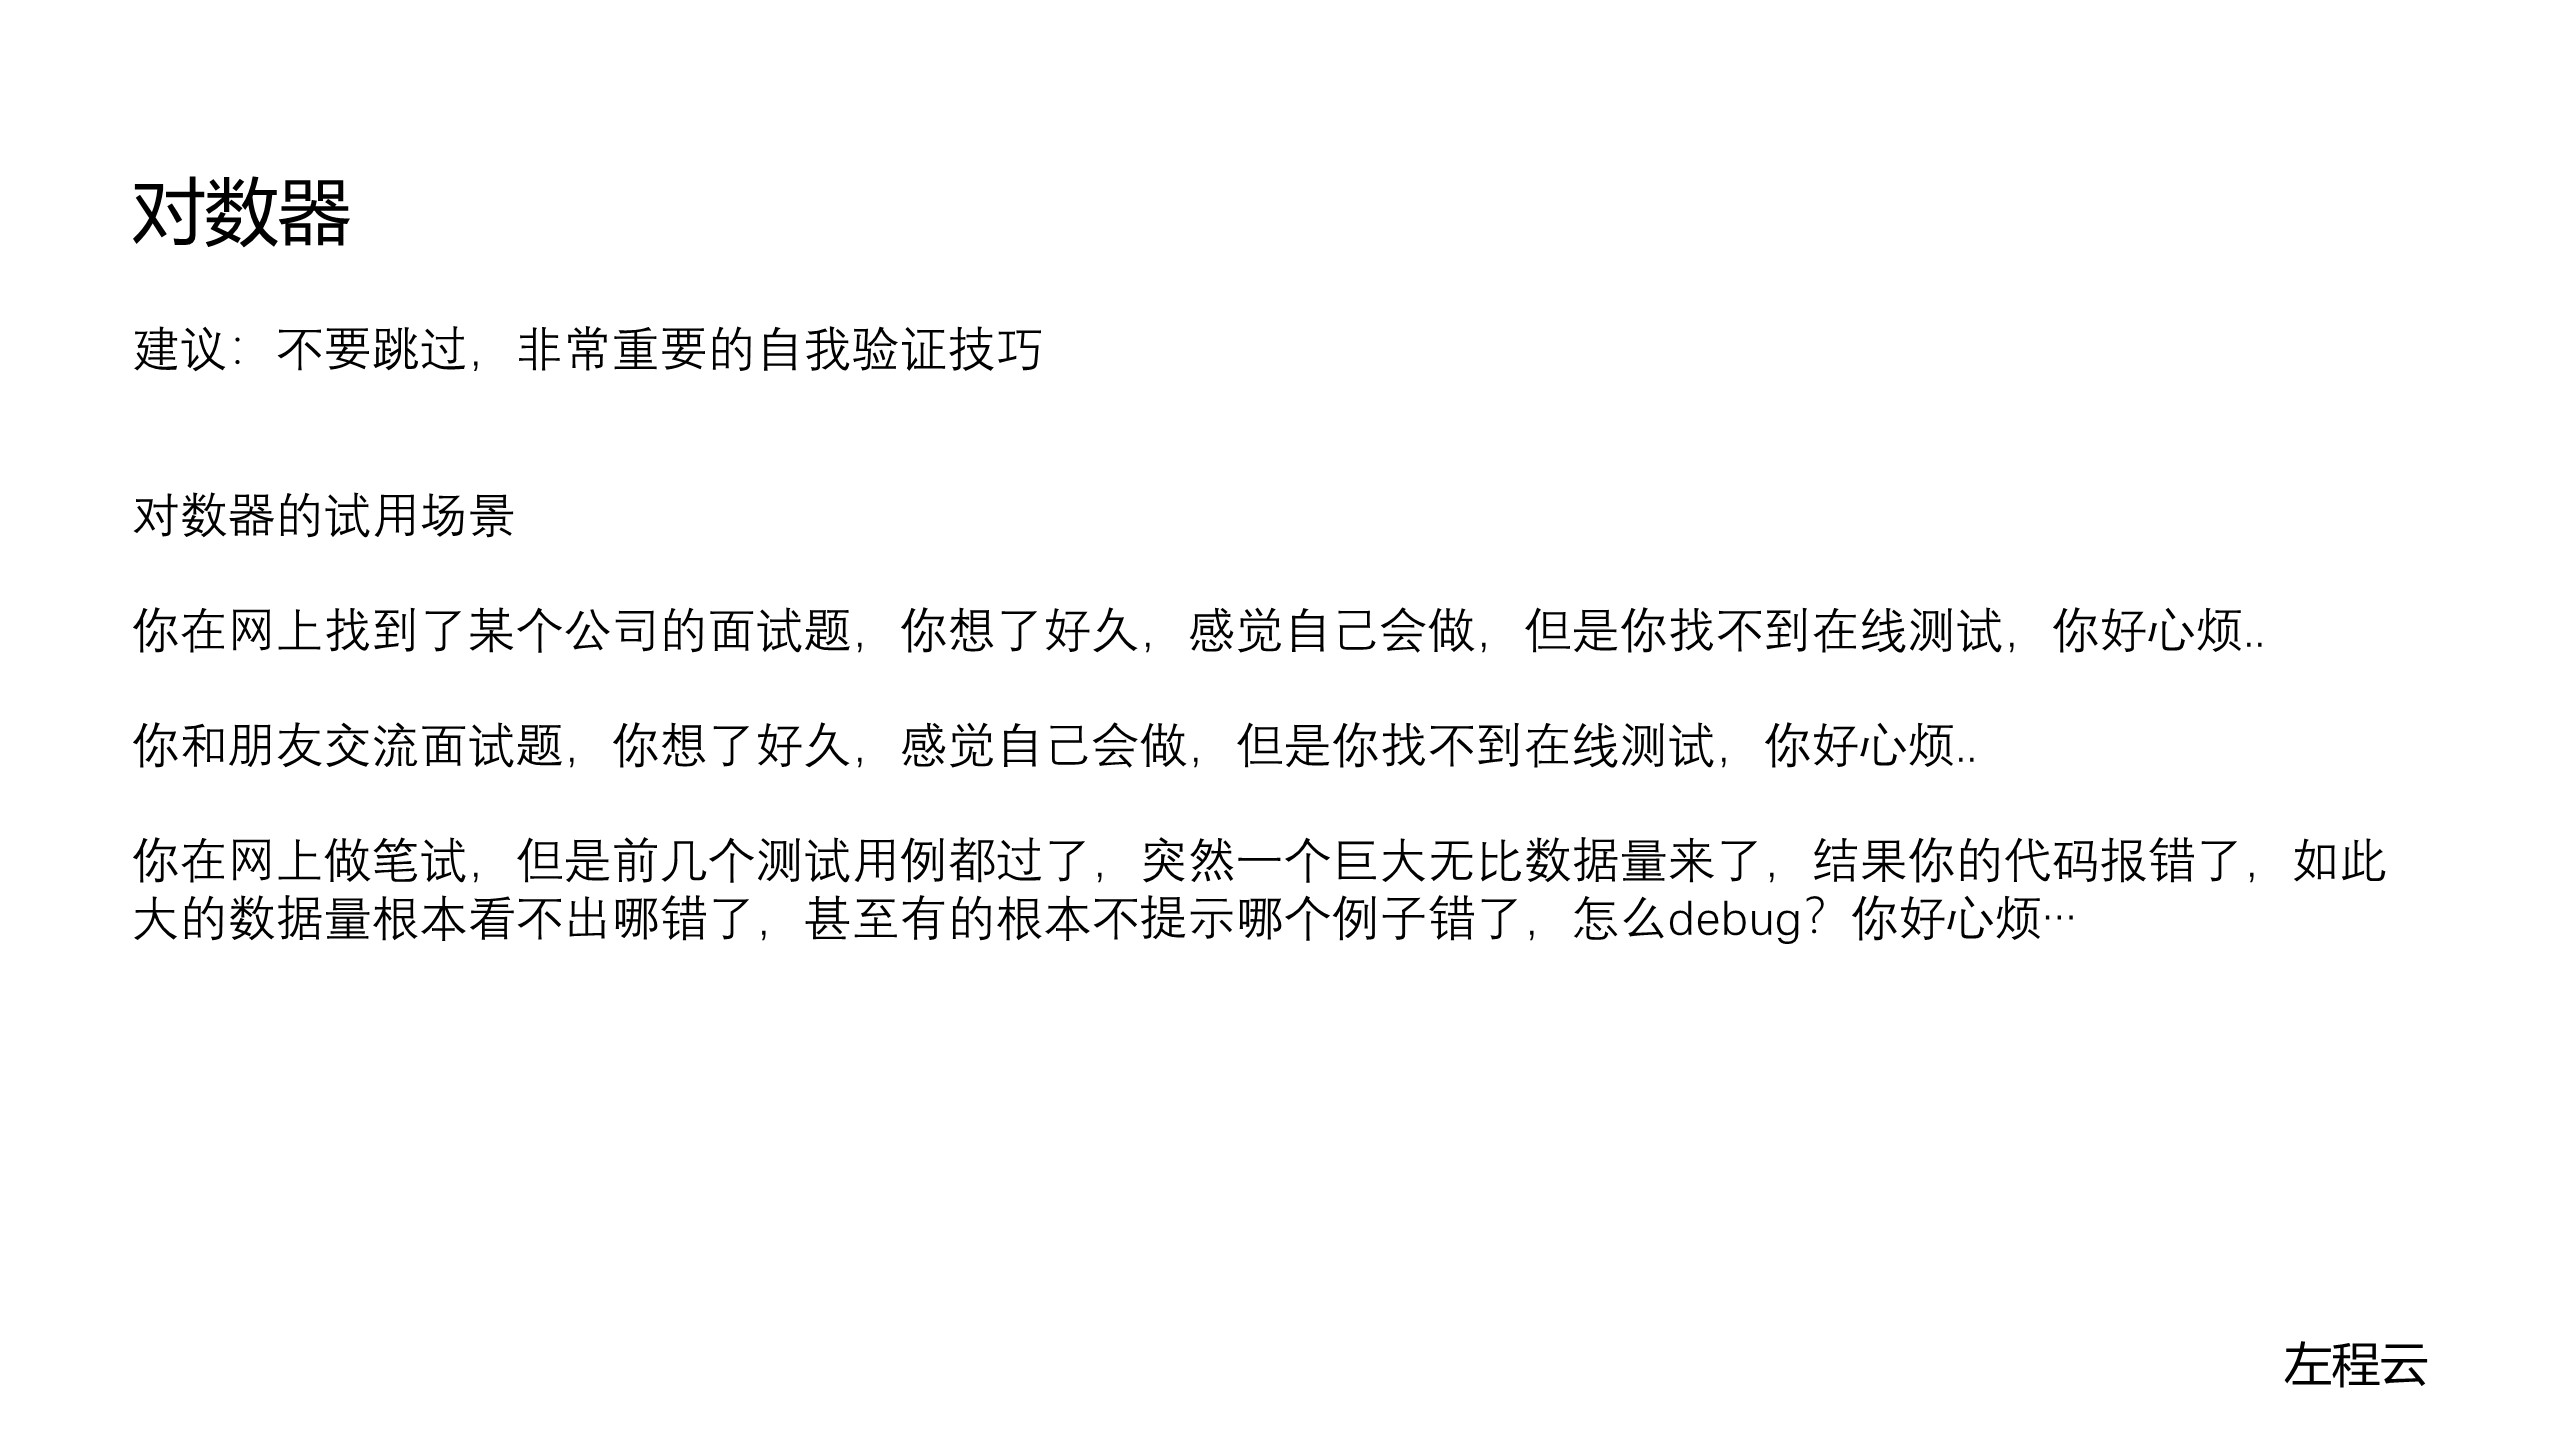 对数器
建议：不要跳过，非常重要的自我验证技巧
对数器的试用场景
你在网上找到了某个公司的面试题，你想了好久，感觉自己会做，但是你找不到在线测试，你好心烦..
你和朋友交流面试题，你想了好久，感觉自己会做，但是你找不到在线测试，你好心烦..
你在网上做笔试，但是前几个测试用例都过了，突然一个巨大无比数据量来了，结果你的代码报错了，如此
大的数据量根本看不出哪错了，甚至有的根本不提示哪个例子错了，怎么debug？你好心烦…
左程云